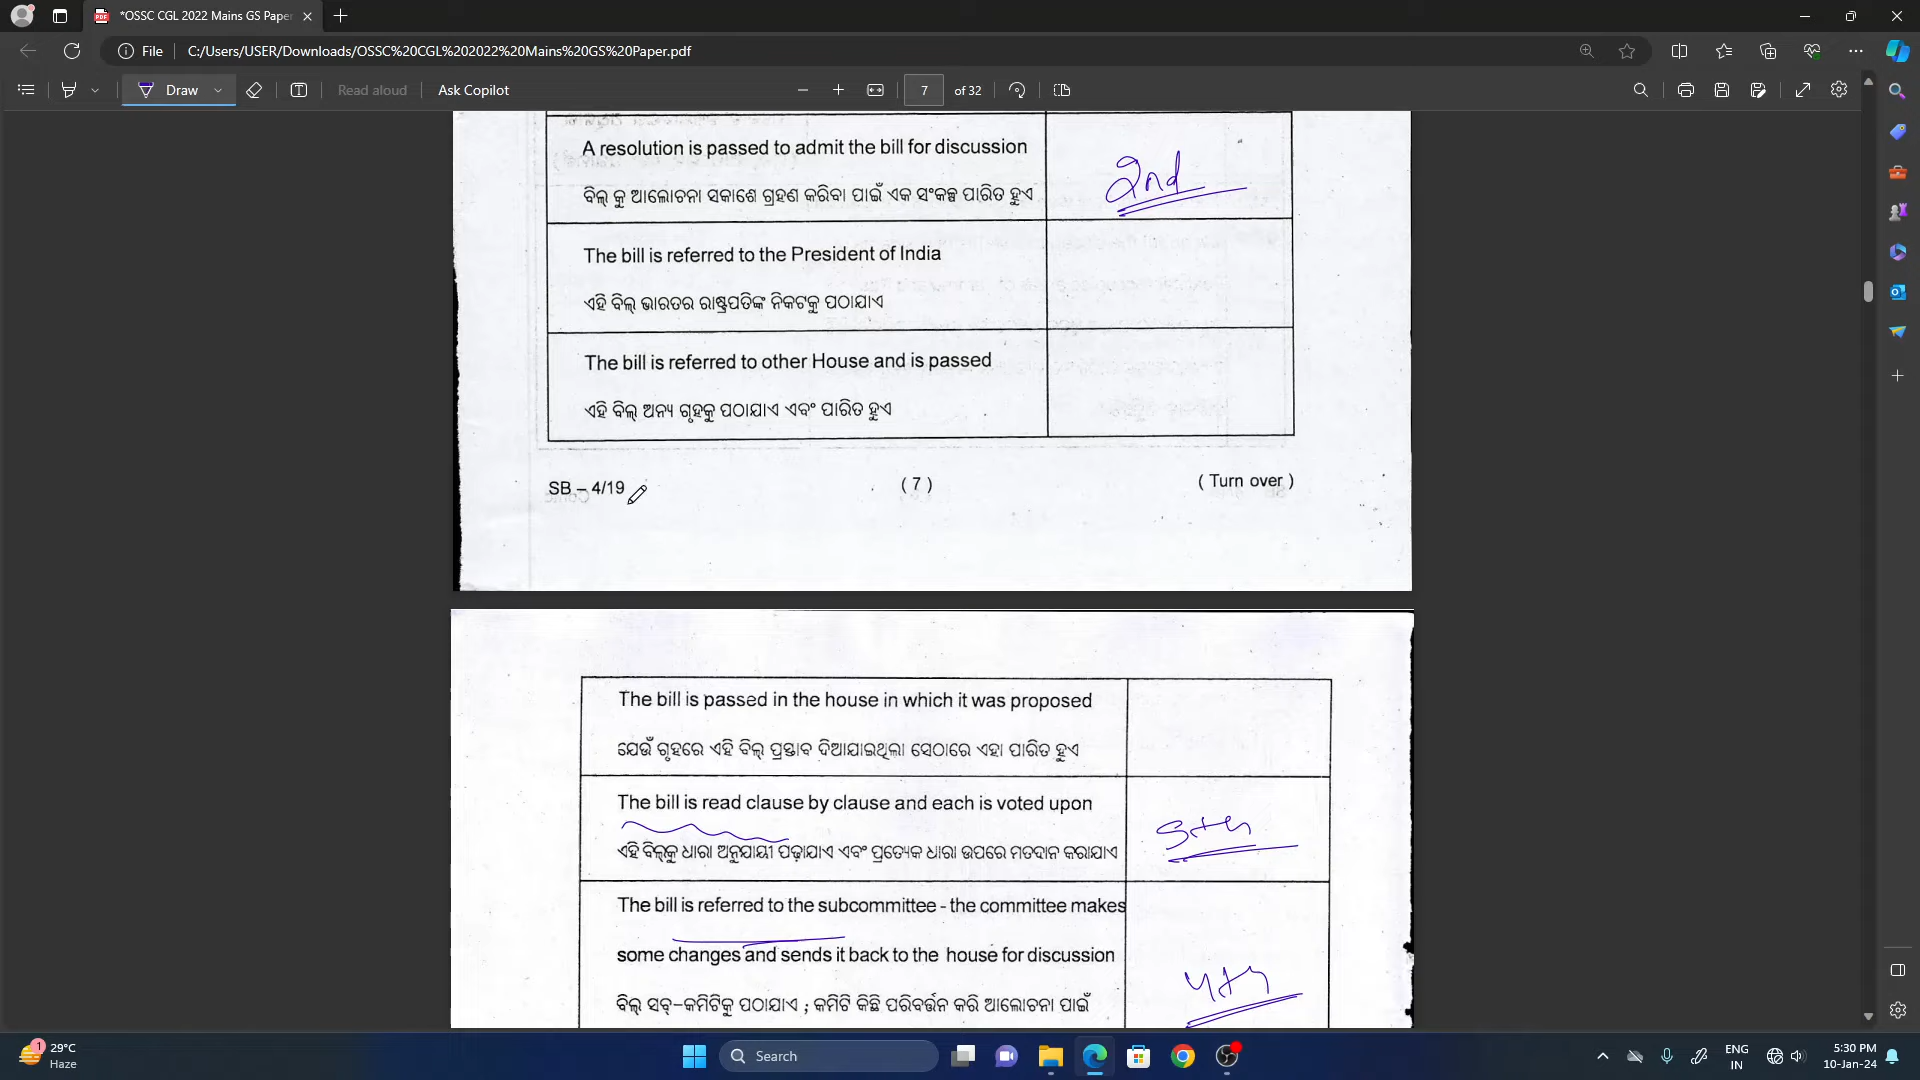 *OSSC CGL 2022 Mains GS Paper
File
C:/Users/USER/Downloads/OSSC%20CGL%202022%20Mains%20GS%20Paper.pdf
Draw
Read aloud
Ask Copilot
7
of 32
A resolution is passed to admit the bill for discussion
2nd
ବିଲ୍ କୁ ଆଲୋଚନା ସକାଶେ ଗ୍ରହଣ କରିବା ପାଇଁ ଏକ ସଂକଳ୍ପ ପାରିତ ହୁଏ
The bill is referred to the President of India
ଏହି ବିଲ୍ ଭାରତର ରାଷ୍ଟ୍ରପତିଙ୍କ ନିକଟକୁ ପଠାଯାଏ
The bill is referred to other House and is passed
ଏହି ବିଲ୍ ଅନ୍ୟ ଗୃହକୁ ପଠାଯାଏ ଏବଂ ପାରିତ ହୁଏ
SB – 4/19
( 7 )
( Turn over )
The bill is passed in the house in which it was proposed
ଯେଉଁ ଗୃହରେ ଏହି ବିଲ୍ ପ୍ରସ୍ତାବ ଦିଆଯାଇଥିଲା ସେଠାରେ ଏହା ପାରିତ ହୁଏ
The bill is read clause by clause and each is voted upon
5th
ଏହି ବିଲ୍‌କୁ ଧାରା ଅନୁଯାୟୀ ପଢ଼ାଯାଏ ଏବଂ ପ୍ରତ୍ୟେକ ଧାରା ଉପରେ ମତଦାନ କରାଯାଏ
The bill is referred to the subcommittee - the committee makes
some changes and sends it back to the house for discussion
4th
ବିଲ୍ ସବ୍-କମିଟିକୁ ପଠାଯାଏ ; କମିଟି କିଛି ପରିବର୍ତ୍ତନ କରି ଆଲୋଚନା ପାଇଁ
1
29°C
Haze
Search
ENG
IN
5:30 PM
10-Jan-24